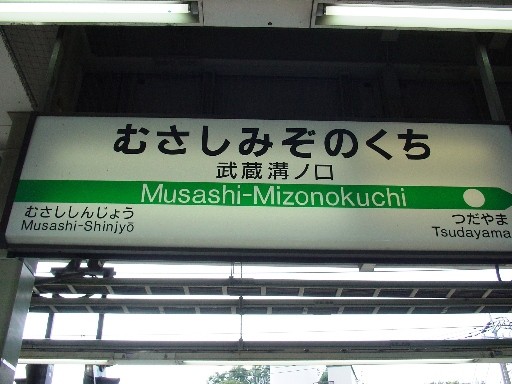 むさしみぞのくち
武蔵溝ノ口
Musashi-Mizonokuchi
むさししんじょう
Musashi-Shinjyō
つだやま
Tsudayama